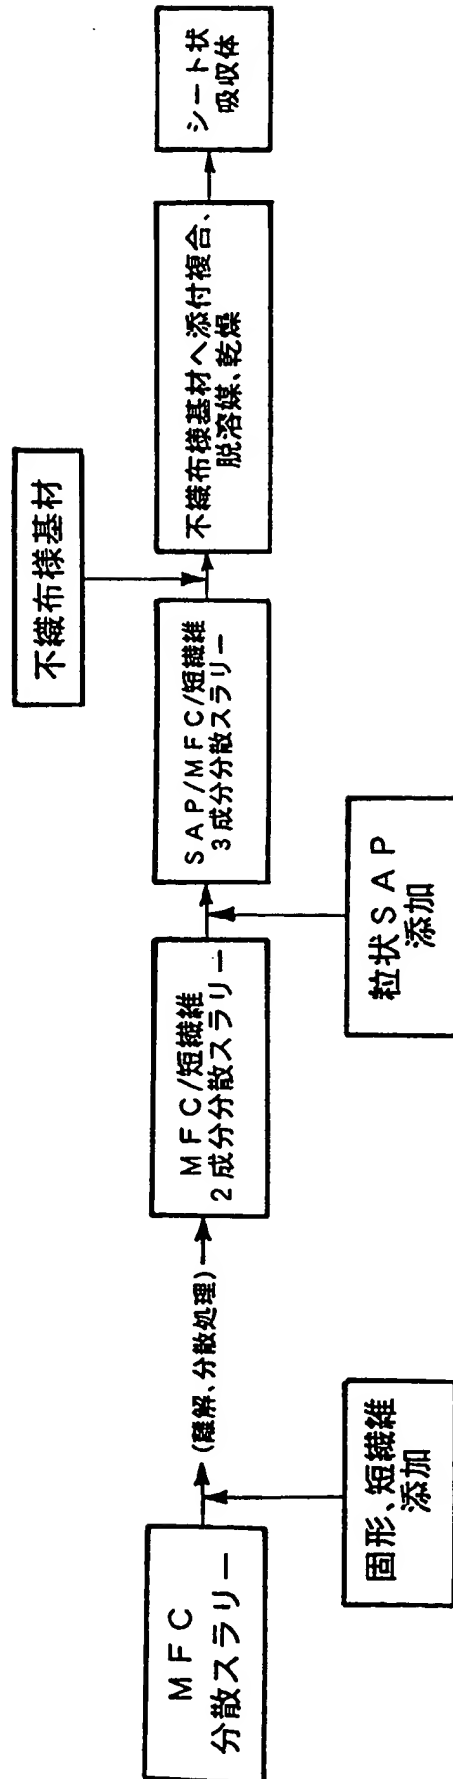 MFC
分散スラリー
固形、短繊維
添加
(離解、分散処理)
MFC/短繊維
2成分分散スラリー
粒状SAP
添加
SAP/MFC/短繊維
3成分分散スラリー
不織布様基材
不織布様基材へ添付複合、
脱溶媒、乾燥
シート状
吸収体